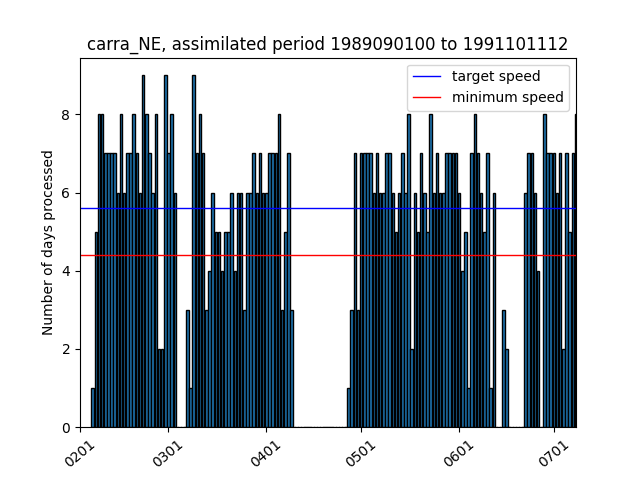 carra_NE, assimilated period 1989090100 to 1991101112
target speed
minimum speed
Number of days processed
8
6
4
2
0
0201
0301
0401
0501
0601
0701